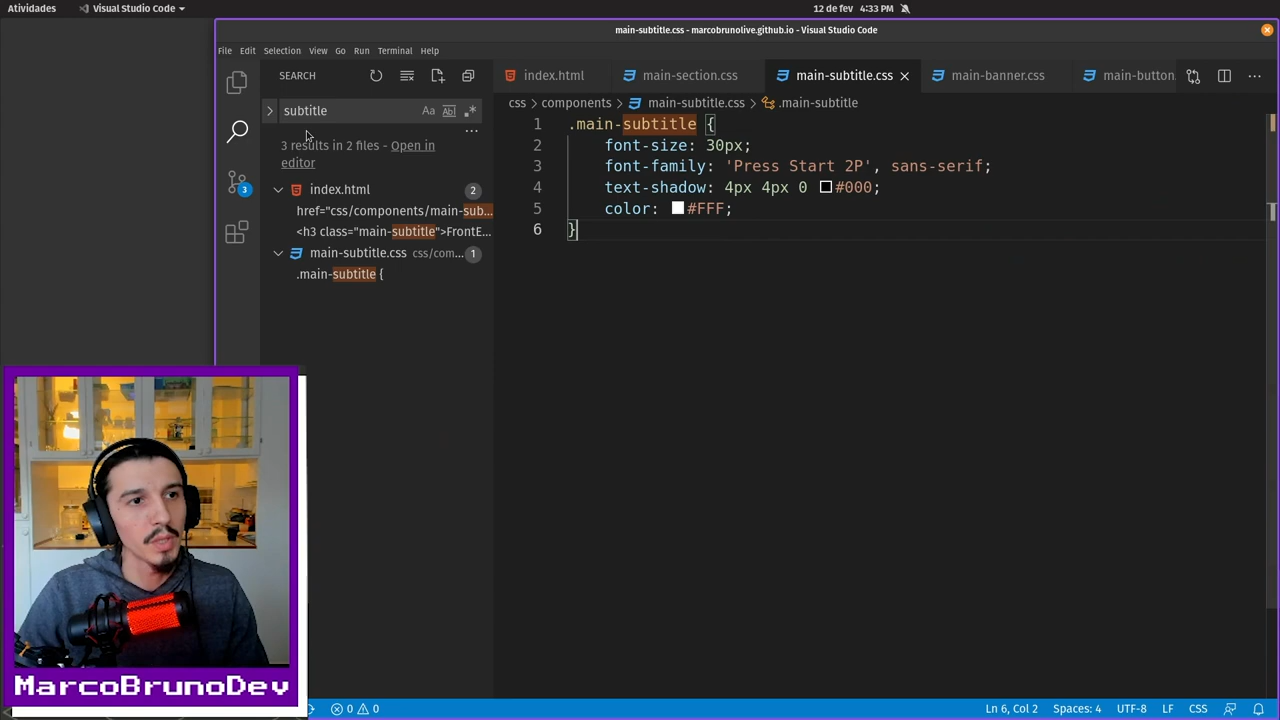 Atividades
Visual Studio Code
12 de fev 4:33 PM
main-subtitle.css - marcobrunolive.github.io - Visual Studio Code
File Edit Selection View Go Run Terminal Help
SEARCH
index.html
main-section.css
main-subtitle.css
main-banner.css
main-button.
subtitle
Aa
Abl
3 results in 2 files - Open in
editor
index.html 2
href="css/components/main-sub...
<h3 class="main-subtitle">FrontE...
main-subtitle.css css/com... 1
.main-subtitle {
3
css > components > main-subtitle.css > .main-subtitle
1 .main-subtitle {
2 font-size: 30px;
3 font-family: 'Press Start 2P', sans-serif;
4 text-shadow: 4px 4px 0 #000;
5 color: #FFF;
6 }
MarcoBrunoDev
0 0
Ln 6, Col 2 Spaces: 4 UTF-8 LF CSS